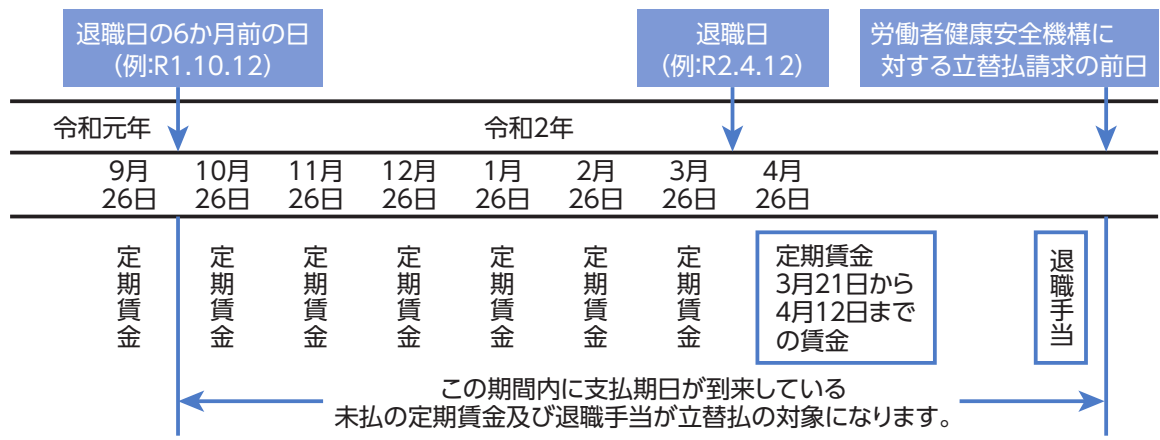 退職日の6か月前の日
(例:R1.10.12)
退職日
(例:R2.4.12)
労働者健康安全機構に
対する立替払請求の前日
令和元年
令和2年
9月
26日
10月
26日
11月
26日
12月
26日
1月
26日
2月
26日
3月
26日
4月
26日
定期賃金
定期賃金
定期賃金
定期賃金
定期賃金
定期賃金
定期賃金
定期賃金
3月21日から
4月12日まで
の賃金
退職手当
この期間内に支払期日が到来している
未払の定期賃金及び退職手当が立替払の対象になります。